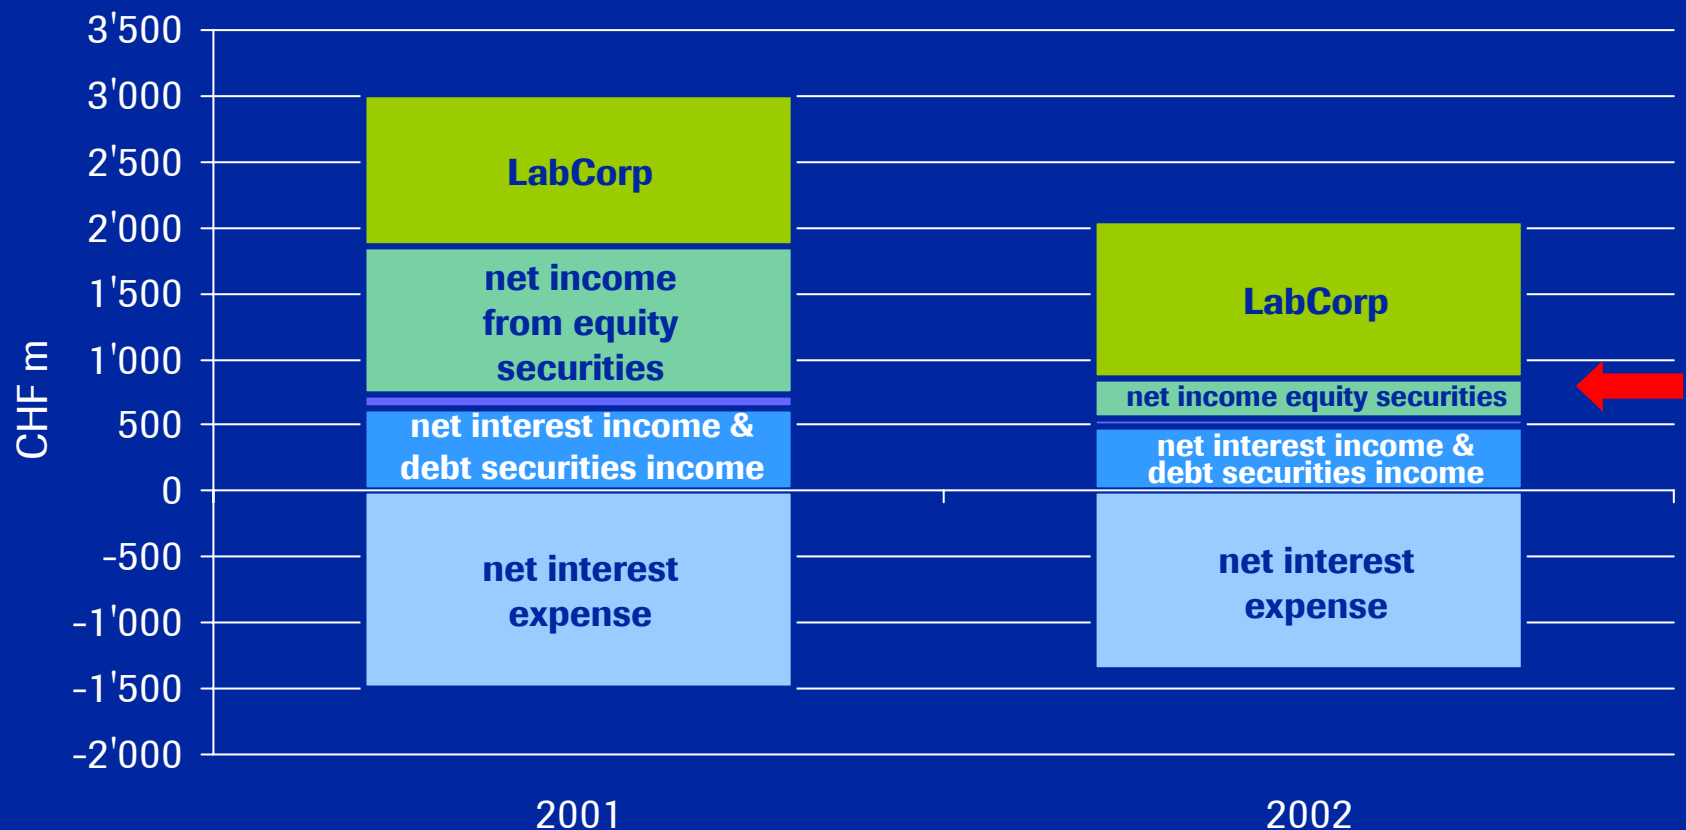 3'500
3'000
2'500
2'000
1'500
1'000
500
0
-500
-1'000
-1'500
-2'000
CHF m
LabCorp
net income
from equity
securities
net interest income &
debt securities income
net interest
expense
LabCorp
net income equity securities
net interest income &
debt securities income
net interest
expense
2001
2002